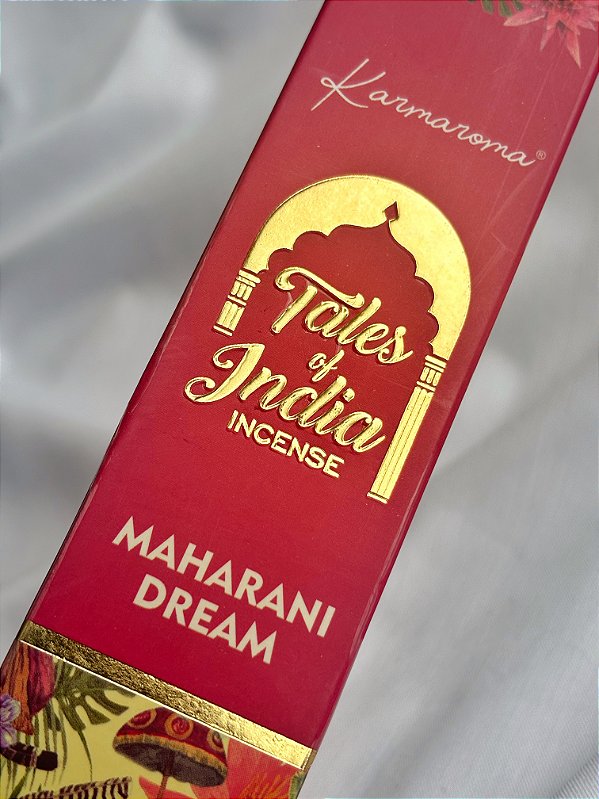 Karmaroma®
Tales
of
India
INCENSE
MAHARANI
DREAM